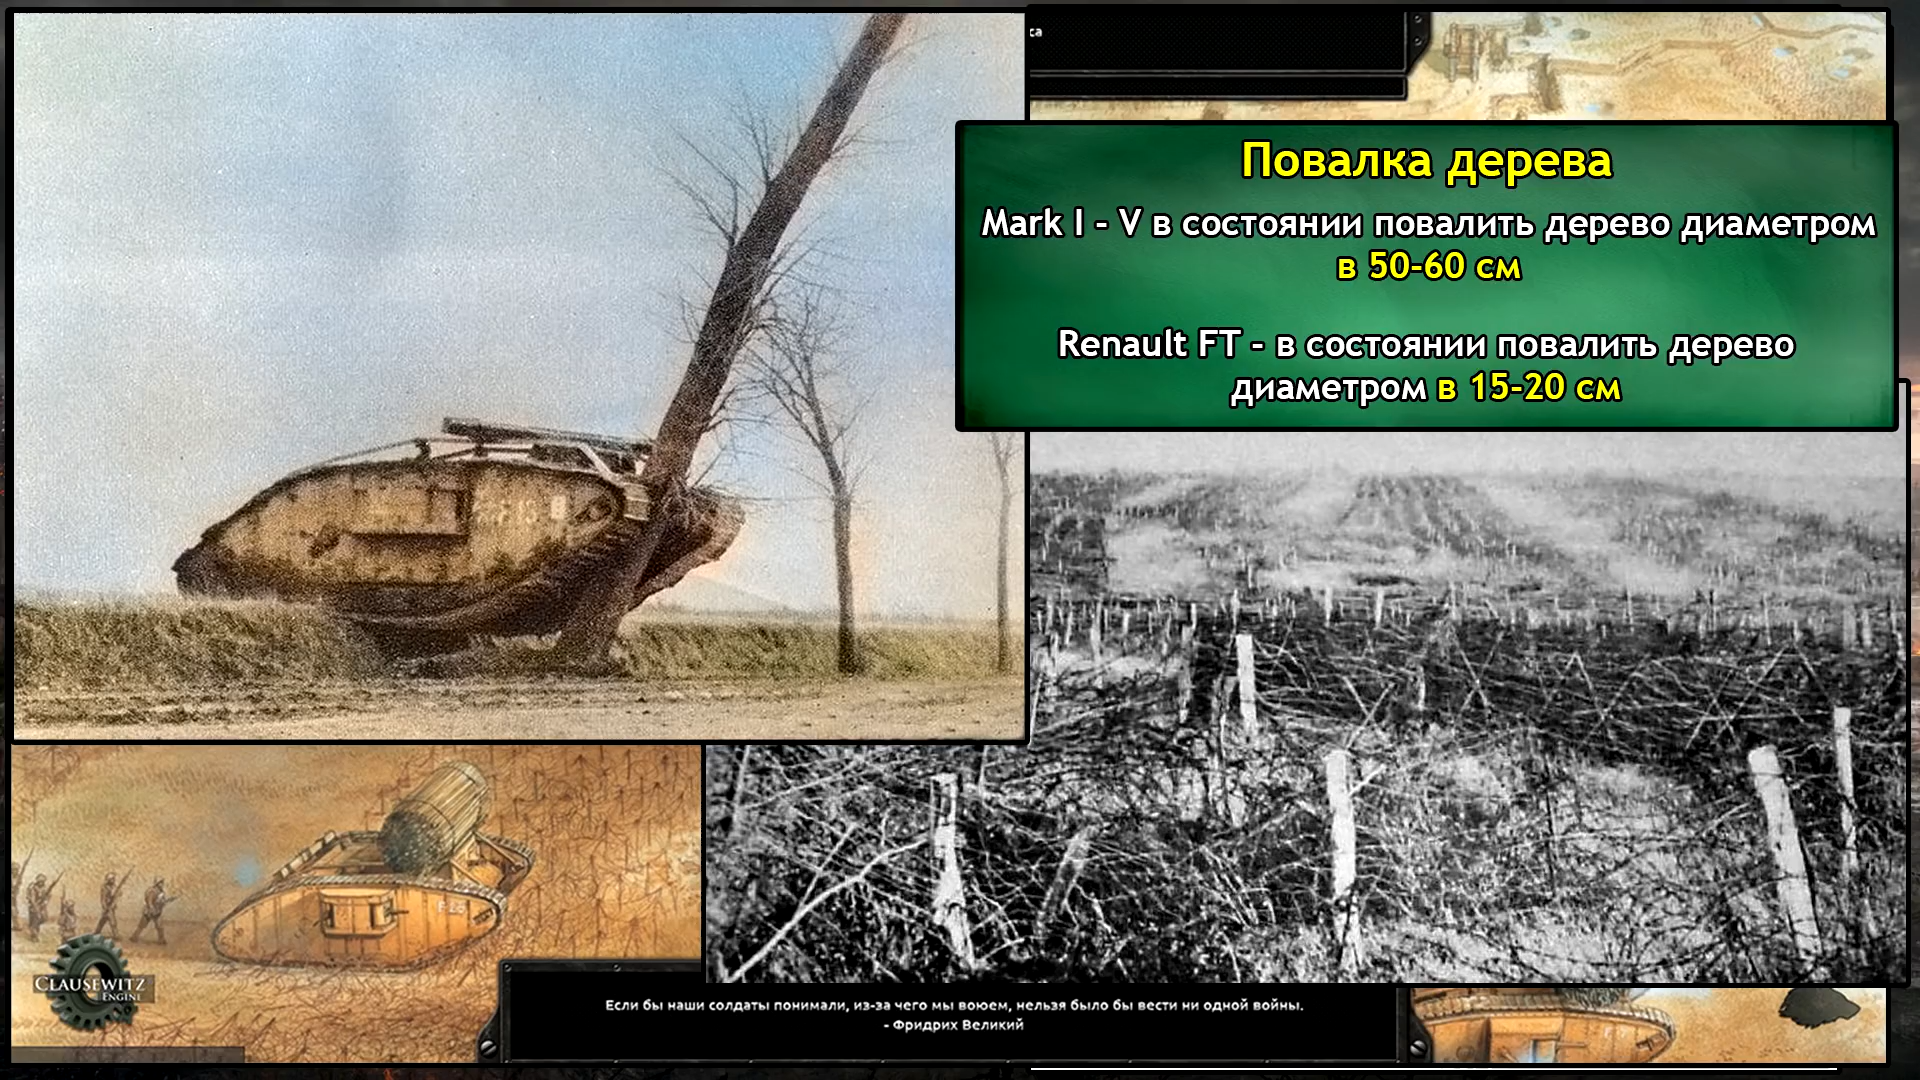 са
Повалка дерева
Mark I - V в состоянии повалить дерево диаметром
в 50-60 см
Renault FT - в состоянии повалить дерево
диаметром в 15-20 см
CLAUSEWITZ
ENGINE
Если бы наши солдаты понимали, из-за чего мы воюем, нельзя было бы вести ни одной войны.
- Фридрих Великий